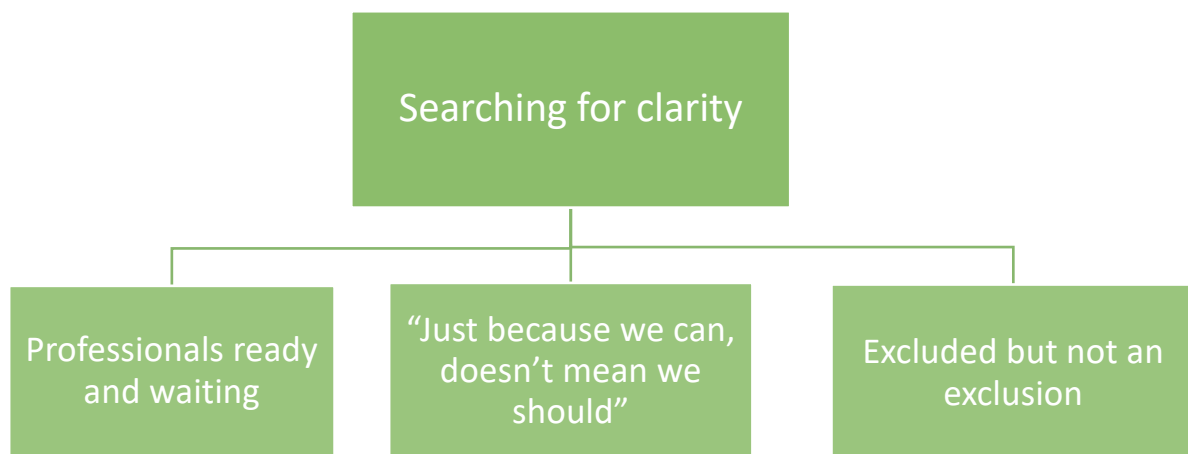 Searching for clarity
Professionals ready
and waiting
“Just because we can,
doesn’t mean we
should”
Excluded but not an
exclusion